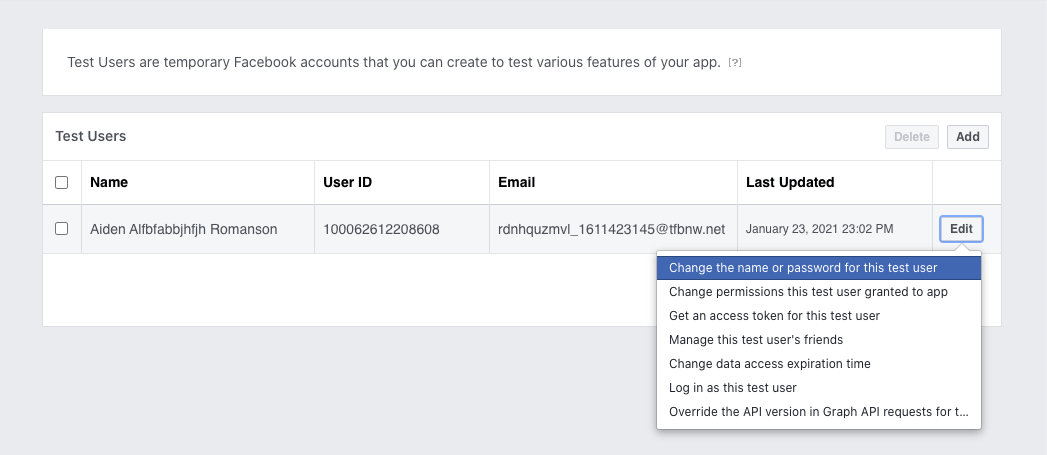 Test Users are temporary Facebook accounts that you can create to test various features of your app. [?]
Test Users
Delete Add
Name User ID Email Last Updated
Aiden Alfbfabbjhfjh Romanson 100062612208608 rdnhquzmvl_1611423145@tfbnw.net January 23, 2021 23:02 PM Edit
Change the name or password for this test user
Change permissions this test user granted to app
Get an access token for this test user
Manage this test user's friends
Change data access expiration time
Log in as this test user
Override the API version in Graph API requests for t...